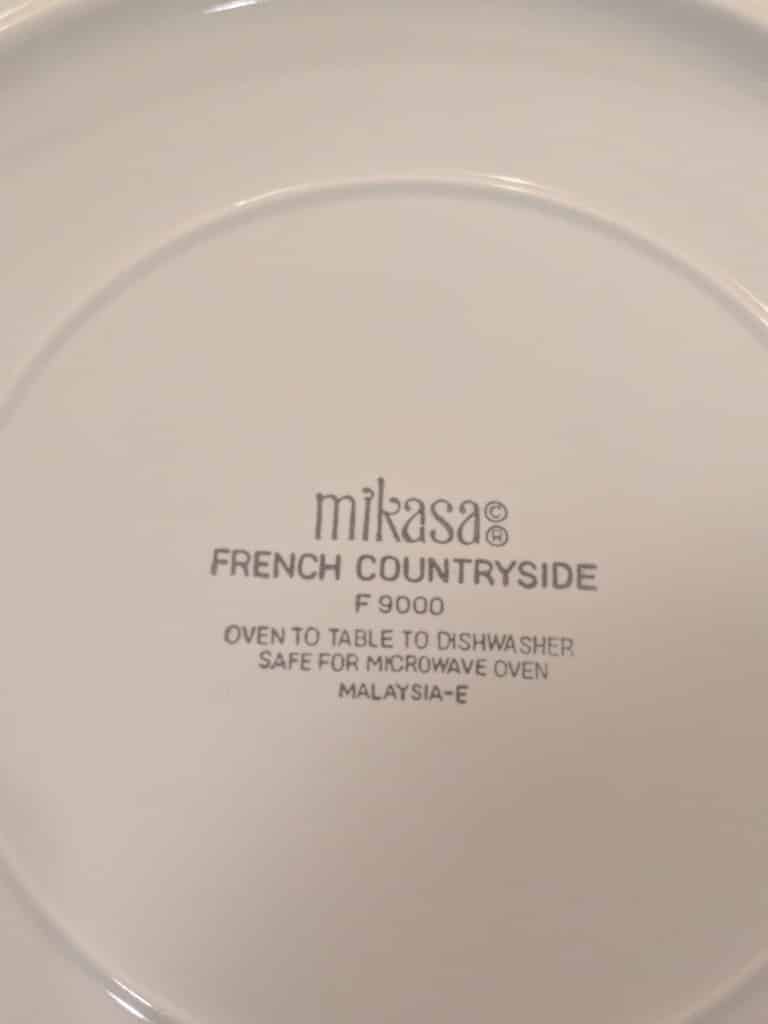 mikasa©®
FRENCH COUNTRYSIDE
F 9000
OVEN TO TABLE TO DISHWASHER
SAFE FOR MICROWAVE OVEN
MALAYSIA-E